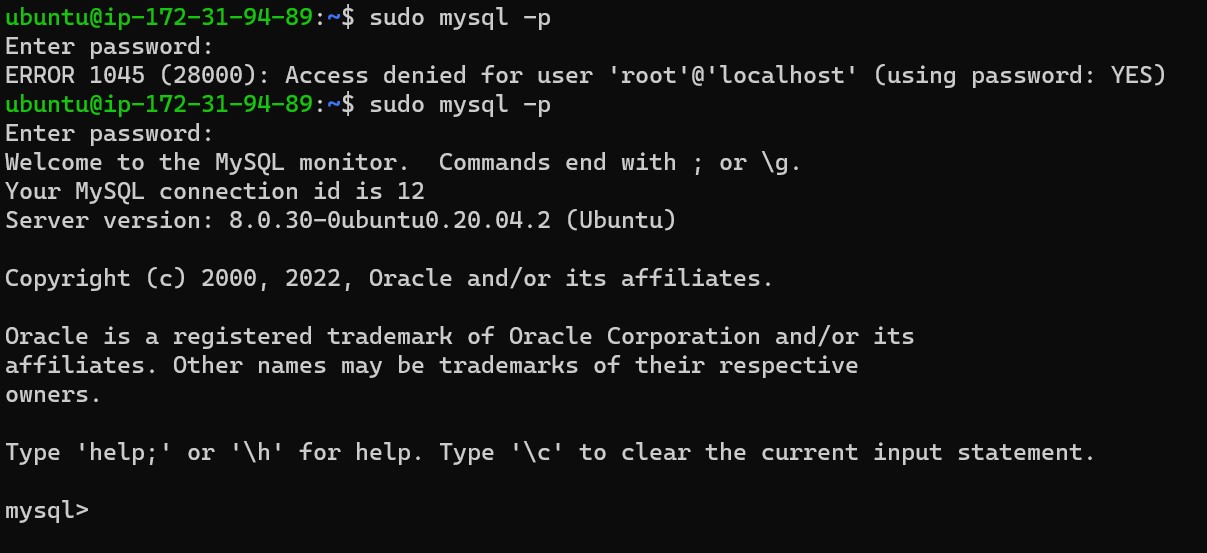 ubuntu@ip-172-31-94-89:~$ sudo mysql -p
Enter password:
ERROR 1045 (28000): Access denied for user 'root'@'localhost' (using password: YES)
ubuntu@ip-172-31-94-89:~$ sudo mysql -p
Enter password:
Welcome to the MySQL monitor.  Commands end with ; or \g.
Your MySQL connection id is 12
Server version: 8.0.30-0ubuntu0.20.04.2 (Ubuntu)

Copyright (c) 2000, 2022, Oracle and/or its affiliates.

Oracle is a registered trademark of Oracle Corporation and/or its
affiliates. Other names may be trademarks of their respective
owners.

Type 'help;' or '\h' for help. Type '\c' to clear the current input statement.

mysql>